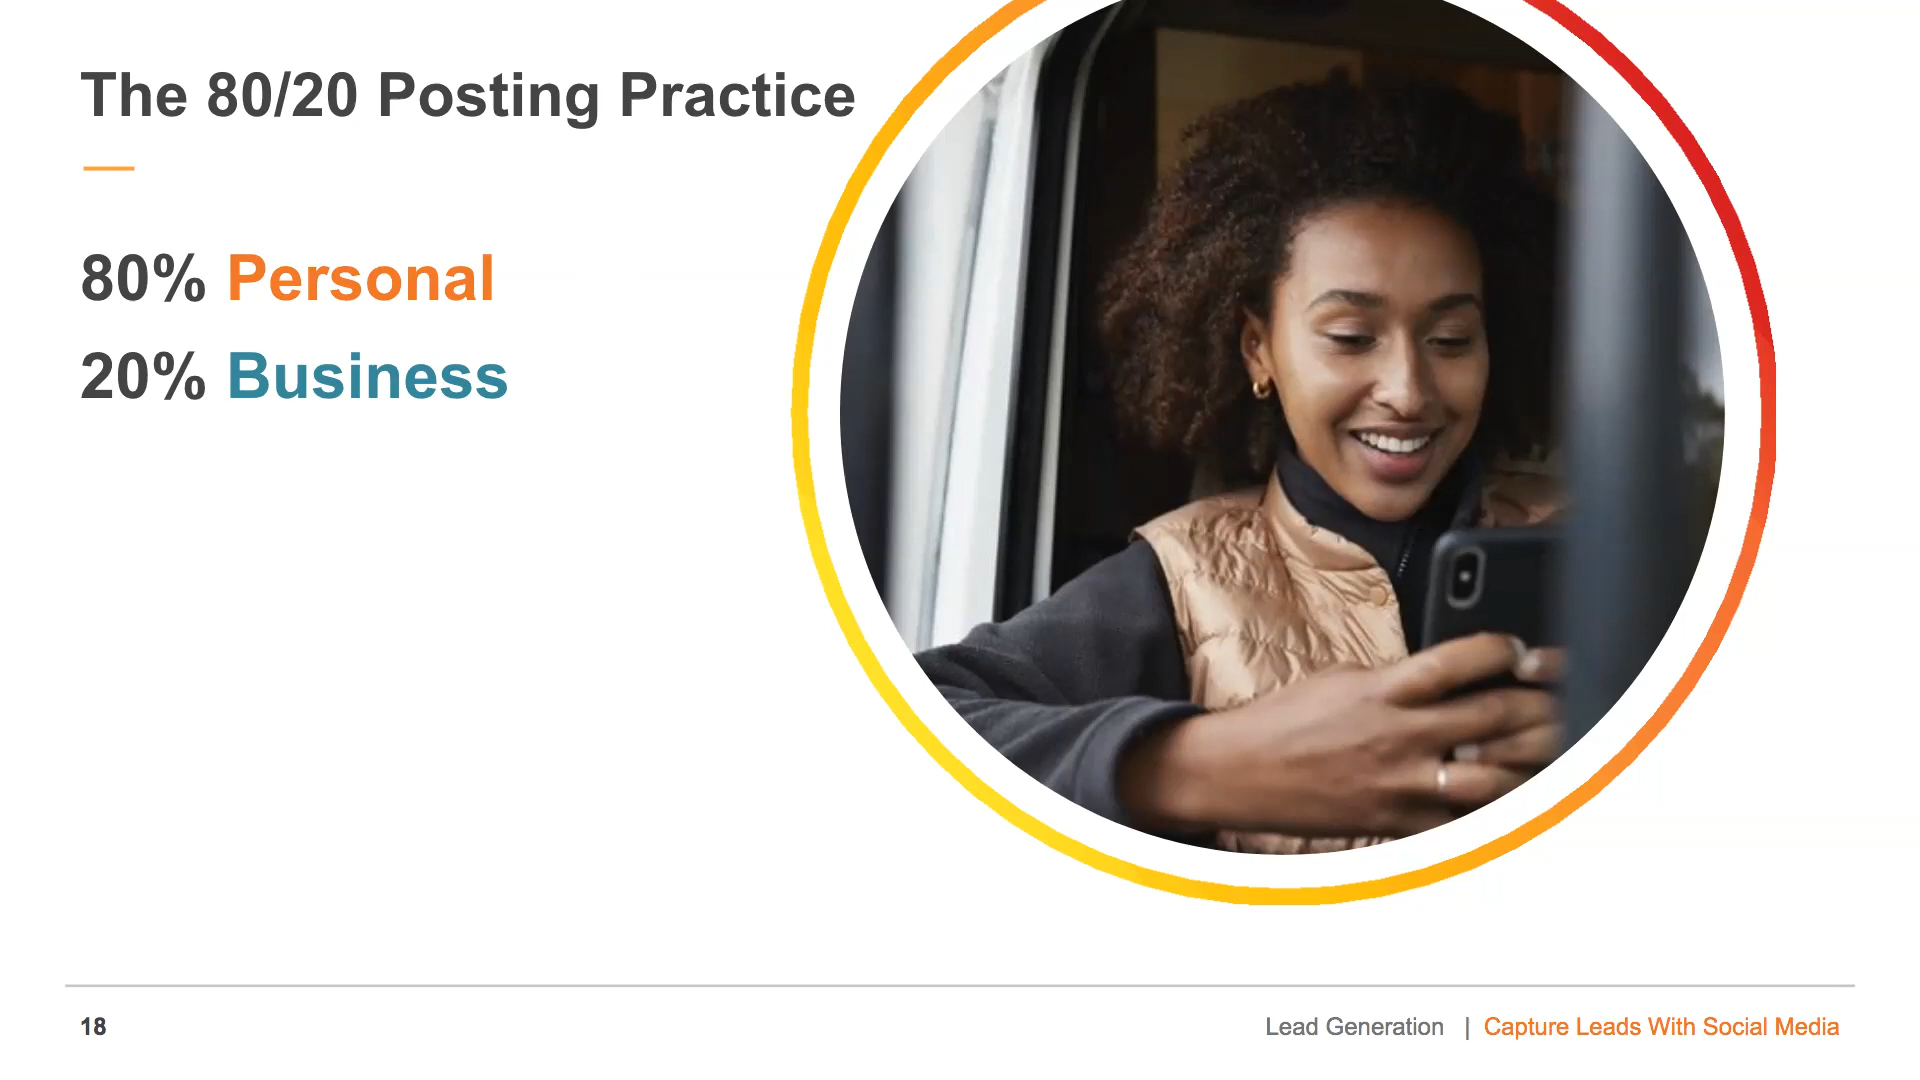 The 80/20 Posting Practice
80% Personal
20% Business
18
Lead Generation | Capture Leads With Social Media